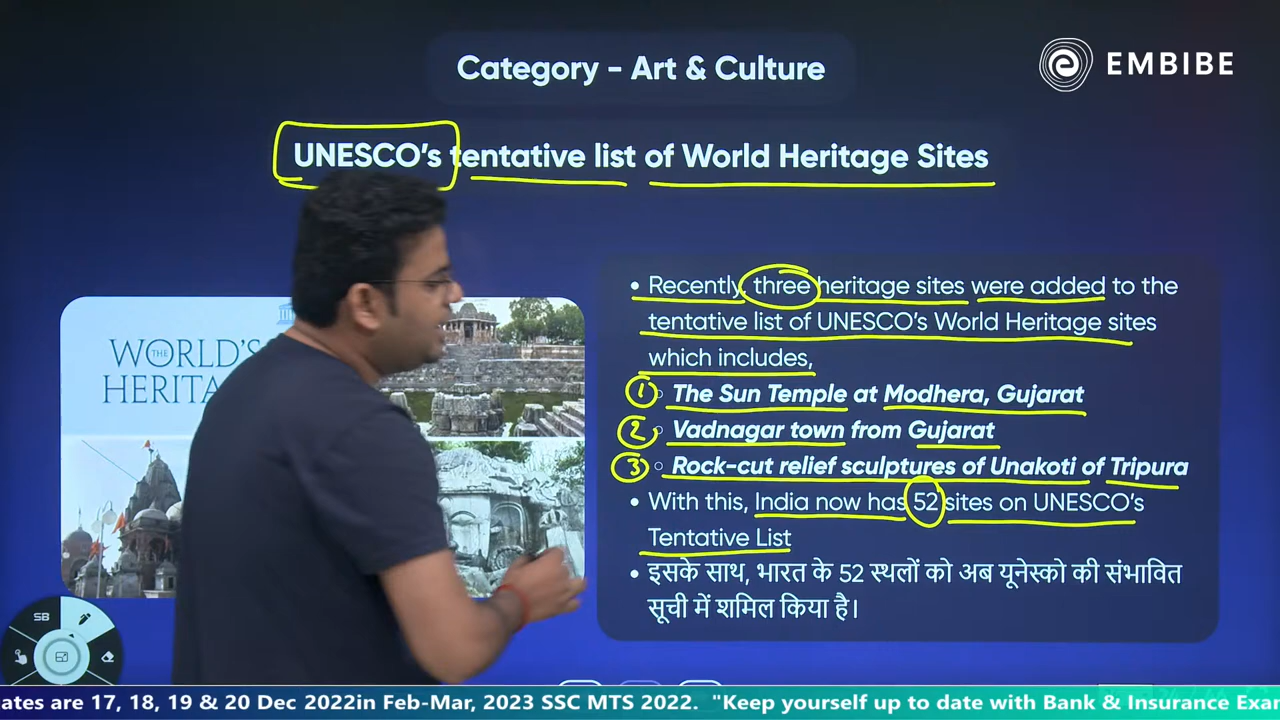 Category - Art & Culture
EMBIBE
UNESCO's tentative list of World Heritage Sites
THE WORLD'S
HERITA
• Recently, three heritage sites were added to the
tentative list of UNESCO's World Heritage sites
which includes,
1 ○ The Sun Temple at Modhera, Gujarat
2 ○ Vadnagar town from Gujarat
3 ○ Rock-cut relief sculptures of Unakoti of Tripura
• With this, India now has 52 sites on UNESCO's
Tentative List
• इसके साथ, भारत के 52 स्थलों को अब यूनेस्को की संभावित
सूची में शामिल किया है।
SB
ates are 17, 18, 19 & 20 Dec 2022in Feb-Mar, 2023 SSC MTS 2022. "Keep yourself up to date with Bank & Insurance Exar